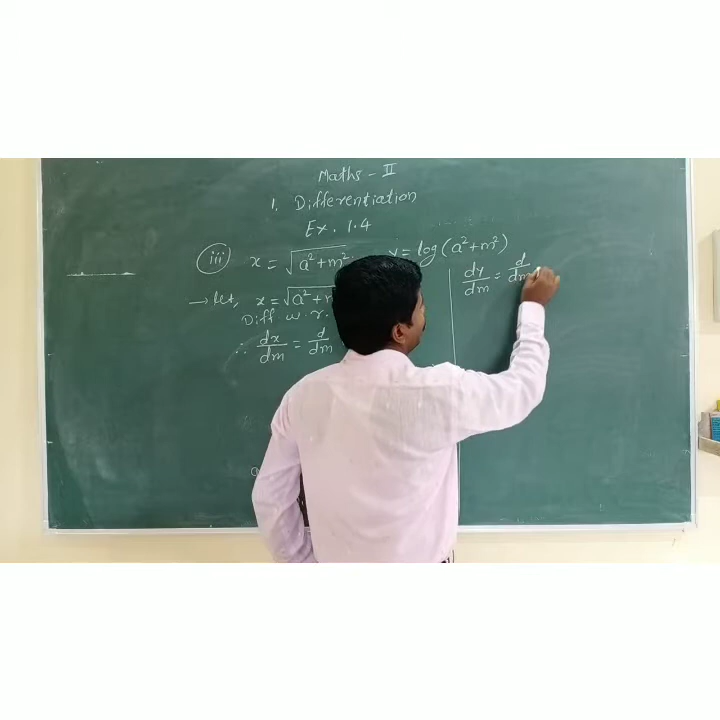 Maths - II
1. Differentiation
Ex. 1.4
(iii) x = √a²+m² , y = log(a²+m²)
→ let, x = √a²+m
Diff w. r.
∴ dx/dm = d/dm
dy/dm = d/dm